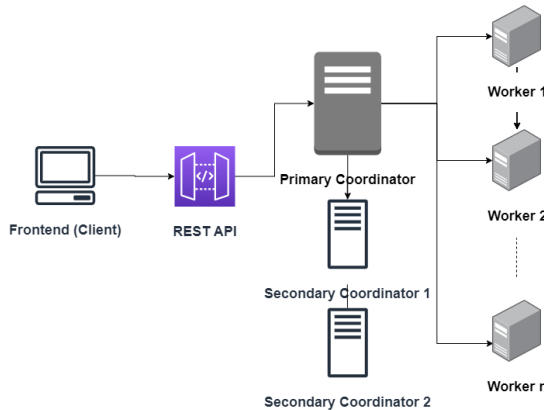 Worker 1
Primary Coordinator
Worker 2
Frontend (Client)
REST API
</>
Secondary Coordinator 1
Worker n
Secondary Coordinator 2